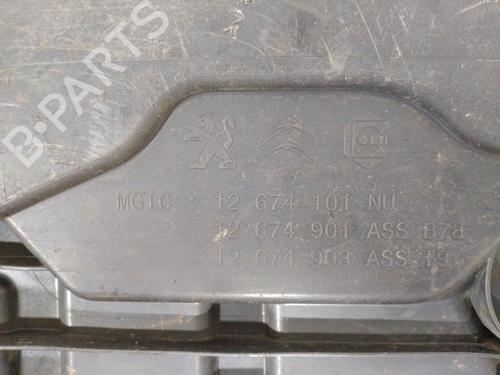 B-PARTS
MGIC : 12 674 101 NU
12 674 901 ASS B78
12 674 903 ASS T9